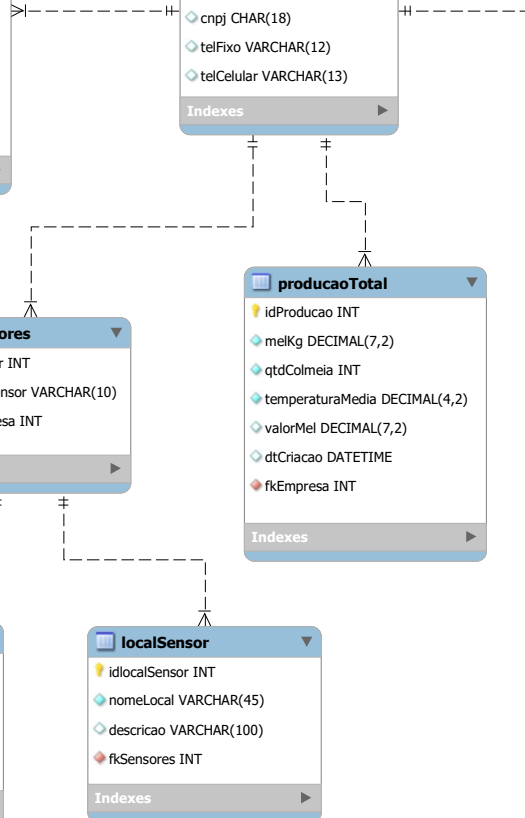 cnpj CHAR(18)
telFixo VARCHAR(12)
telCelular VARCHAR(13)
Indexes
producaoTotal
idProducao INT
melKg DECIMAL(7,2)
qtdColmeia INT
temperaturaMedia DECIMAL(4,2)
valorMel DECIMAL(7,2)
dtCriacao DATETIME
fkEmpresa INT
Indexes
ores
r INT
nsor VARCHAR(10)
esa INT
localSensor
idlocalSensor INT
nomeLocal VARCHAR(45)
descricao VARCHAR(100)
fkSensores INT
Indexes